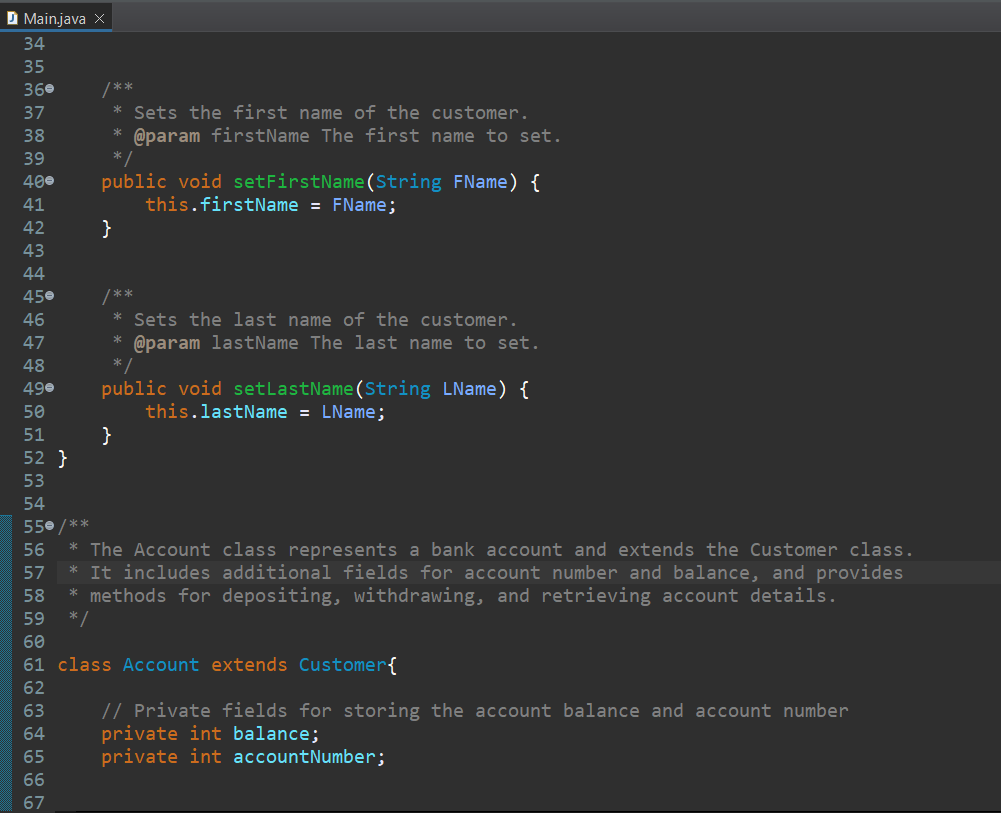 Main.java
34
35
36 /**
37 * Sets the first name of the customer.
38 * @param firstName The first name to set.
39 */
40 public void setFirstName(String FName) {
41 this.firstName = FName;
42 }
43
44
45 /**
46 * Sets the last name of the customer.
47 * @param lastName The last name to set.
48 */
49 public void setLastName(String LName) {
50 this.lastName = LName;
51 }
52 }
53
54
55 /**
56 * The Account class represents a bank account and extends the Customer class.
57 * It includes additional fields for account number and balance, and provides
58 * methods for depositing, withdrawing, and retrieving account details.
59 */
60
61 class Account extends Customer{
62
63 // Private fields for storing the account balance and account number
64 private int balance;
65 private int accountNumber;
66
67